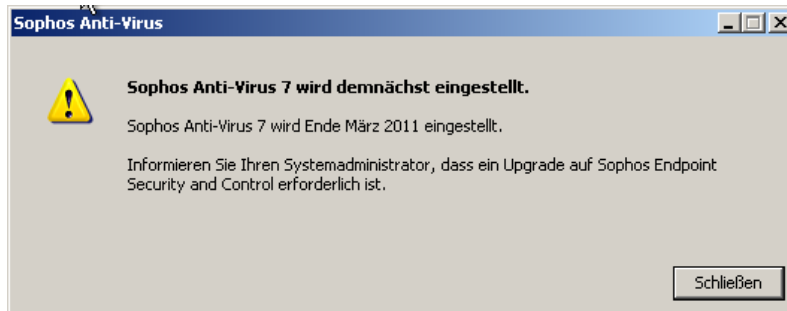 Sophos Anti-Virus
Sophos Anti-Virus 7 wird demnächst eingestellt.
Sophos Anti-Virus 7 wird Ende März 2011 eingestellt.
Informieren Sie Ihren Systemadministrator, dass ein Upgrade auf Sophos Endpoint
Security and Control erforderlich ist.
Schließen